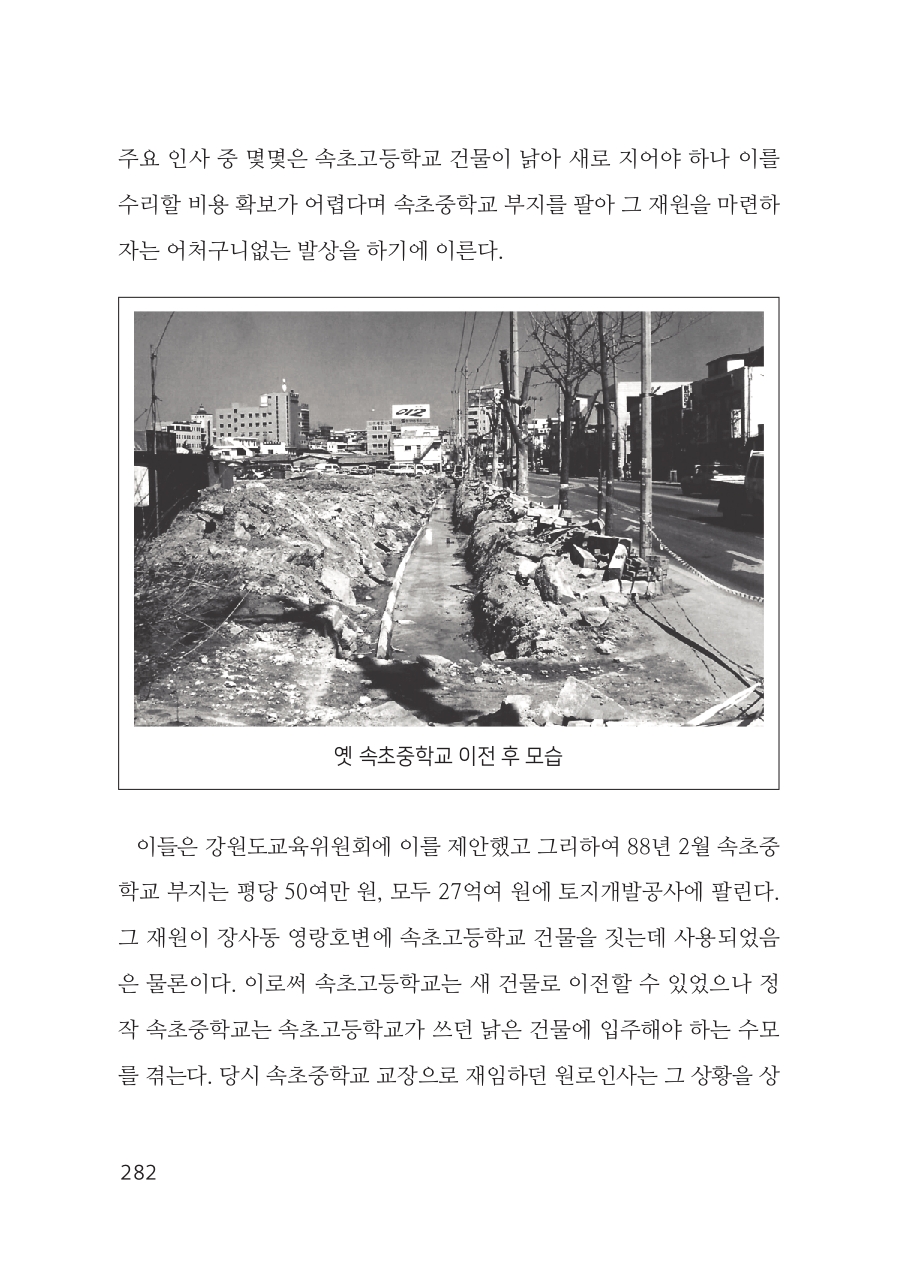 주요 인사 중 몇몇은 속초고등학교 건물이 낡아 새로 지어야 하나 이를
수리할 비용 확보가 어렵다며 속초중학교 부지를 팔아 그 재원을 마련하
자는 어처구니없는 발상을 하기에 이른다.
012
옛 속초중학교 이전 후 모습
이들은 강원도교육위원회에 이를 제안했고 그리하여 88년 2월 속초중
학교 부지는 평당 50여만 원, 모두 27억여 원에 토지개발공사에 팔린다.
그 재원이 장사동 영랑호변에 속초고등학교 건물을 짓는데 사용되었음
은 물론이다. 이로써 속초고등학교는 새 건물로 이전할 수 있었으나 정
작 속초중학교는 속초고등학교가 쓰던 낡은 건물에 입주해야 하는 수모
를 겪는다. 당시 속초중학교 교장으로 재임하던 원로인사는 그 상황을 상
282